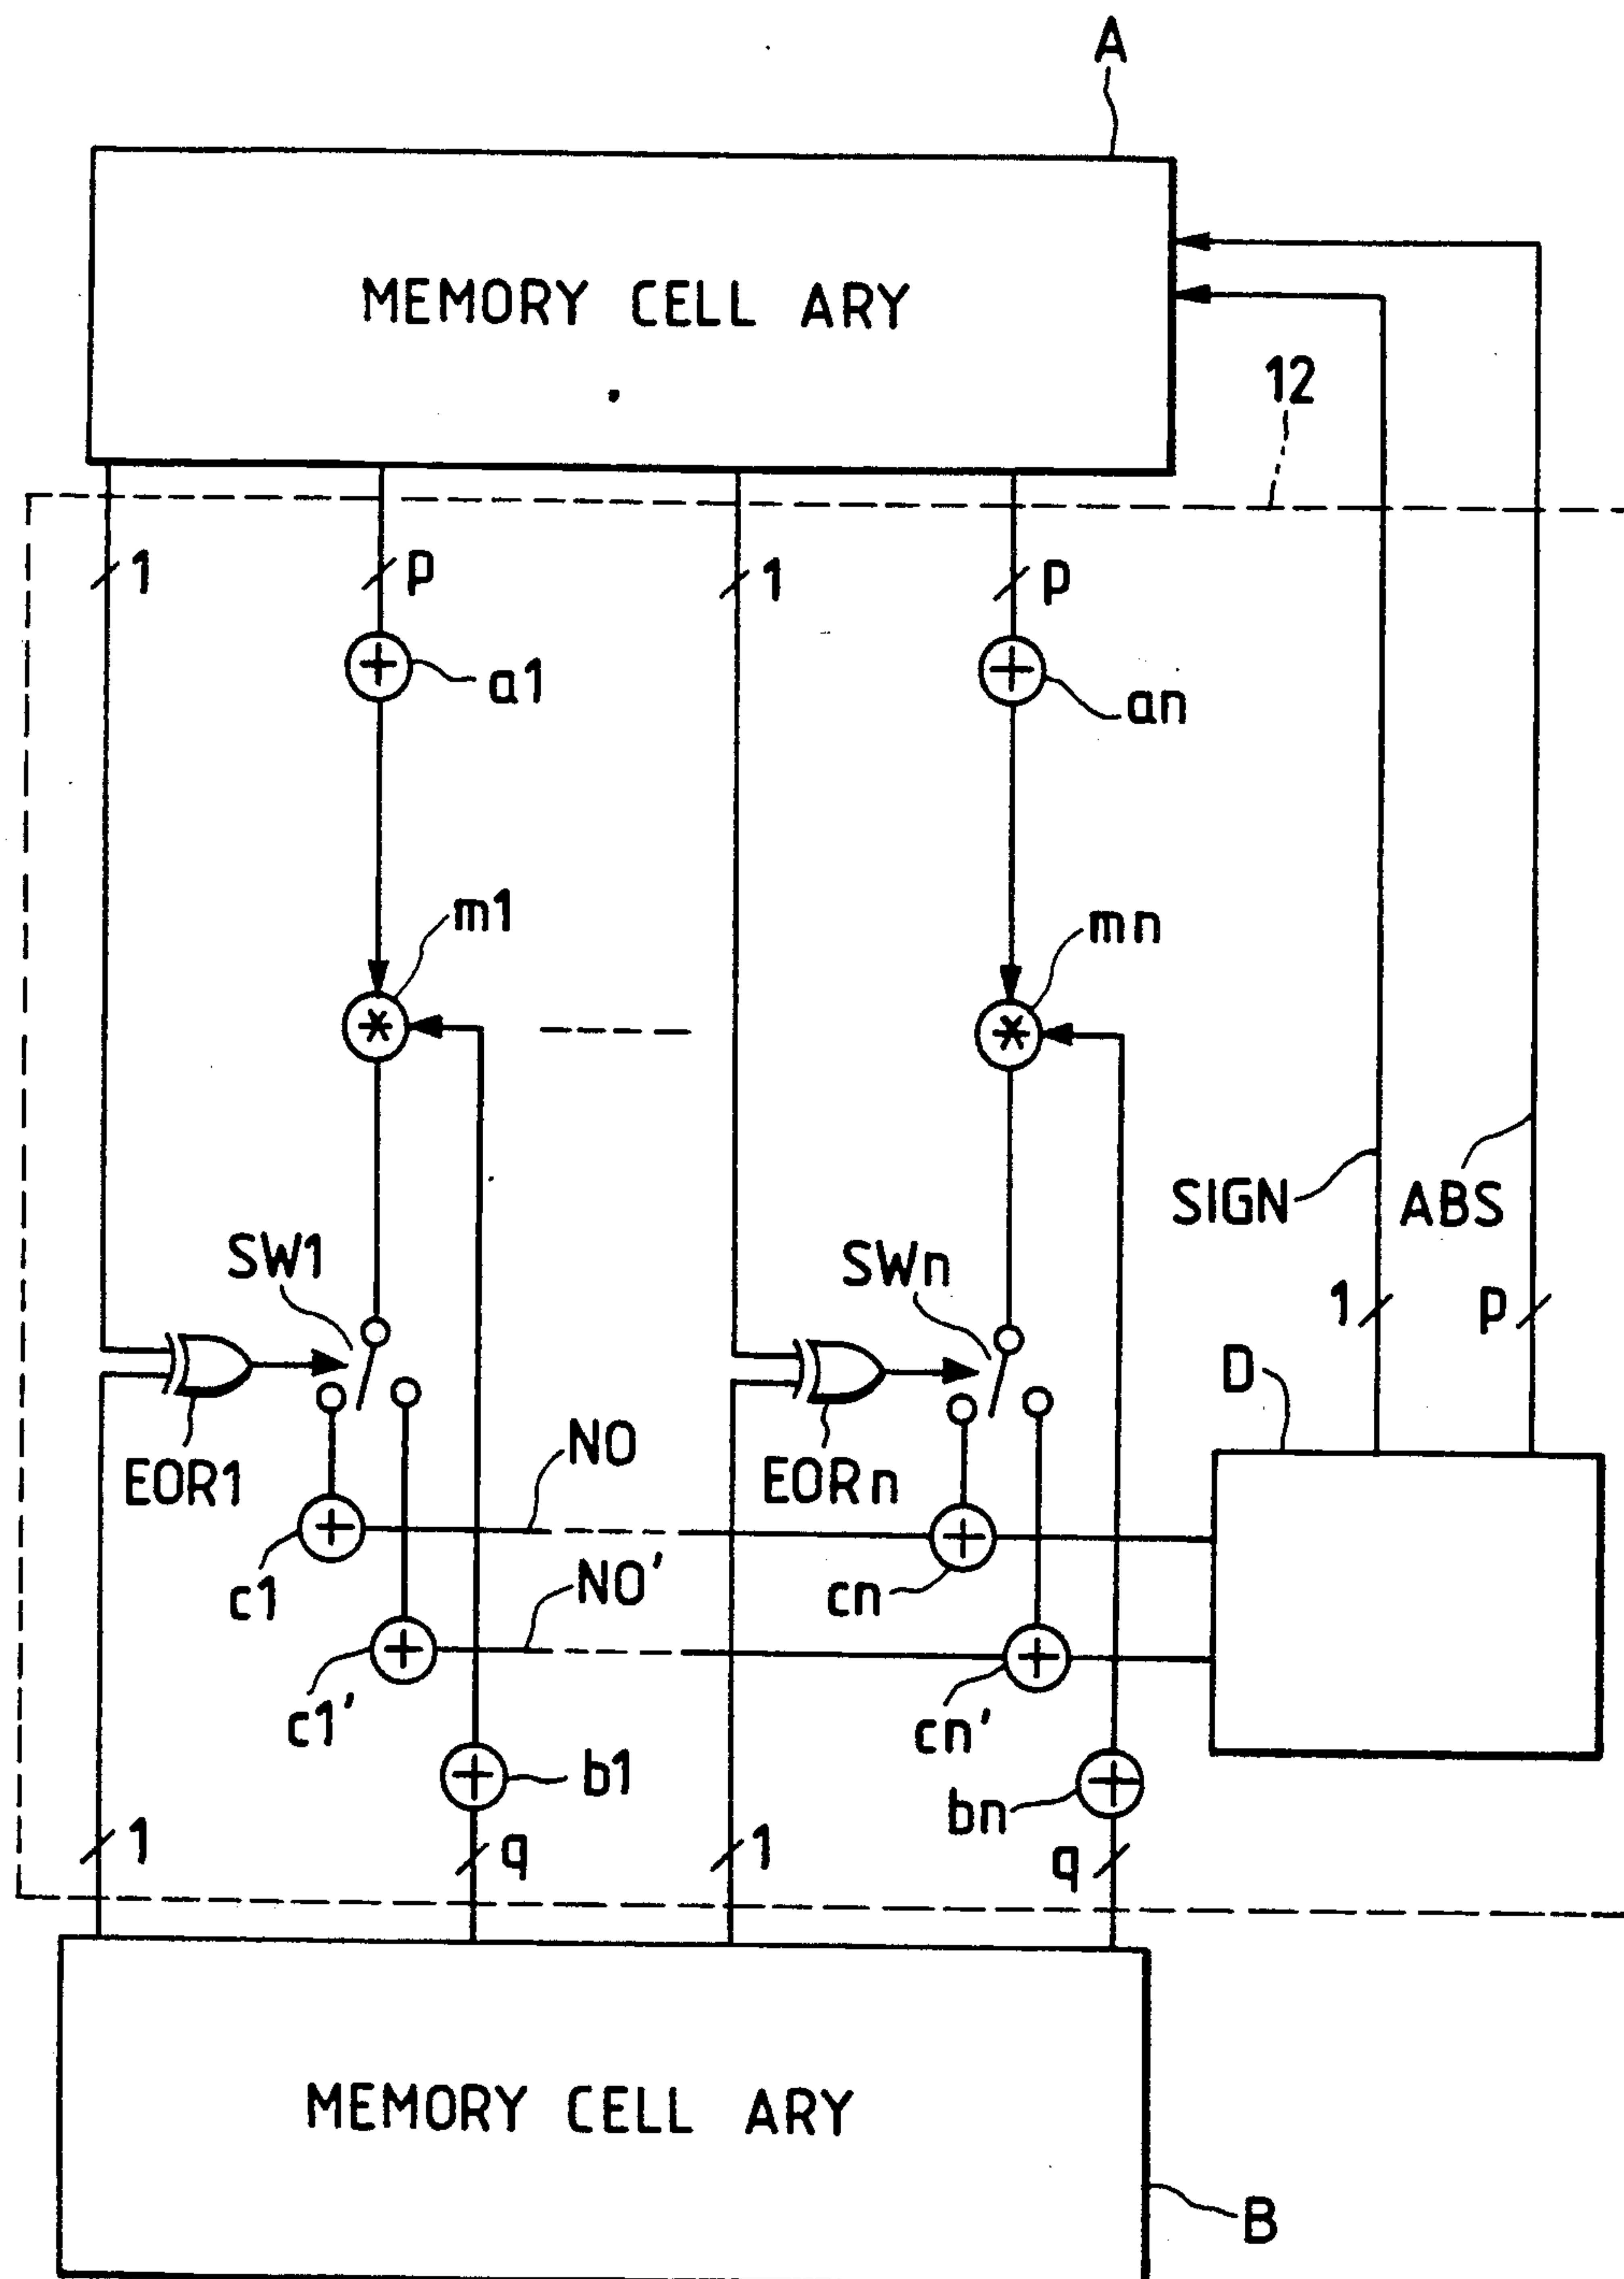 A
MEMORY CELL ARY
12
1
p
1
p
a1
an
m1
mn
SIGN
ABS
SW1
SWn
1
p
D
EOR1
NO
EORn
c1
NO'
cn
c1'
cn'
b1
bn
1
q
1
q
MEMORY CELL ARY
B